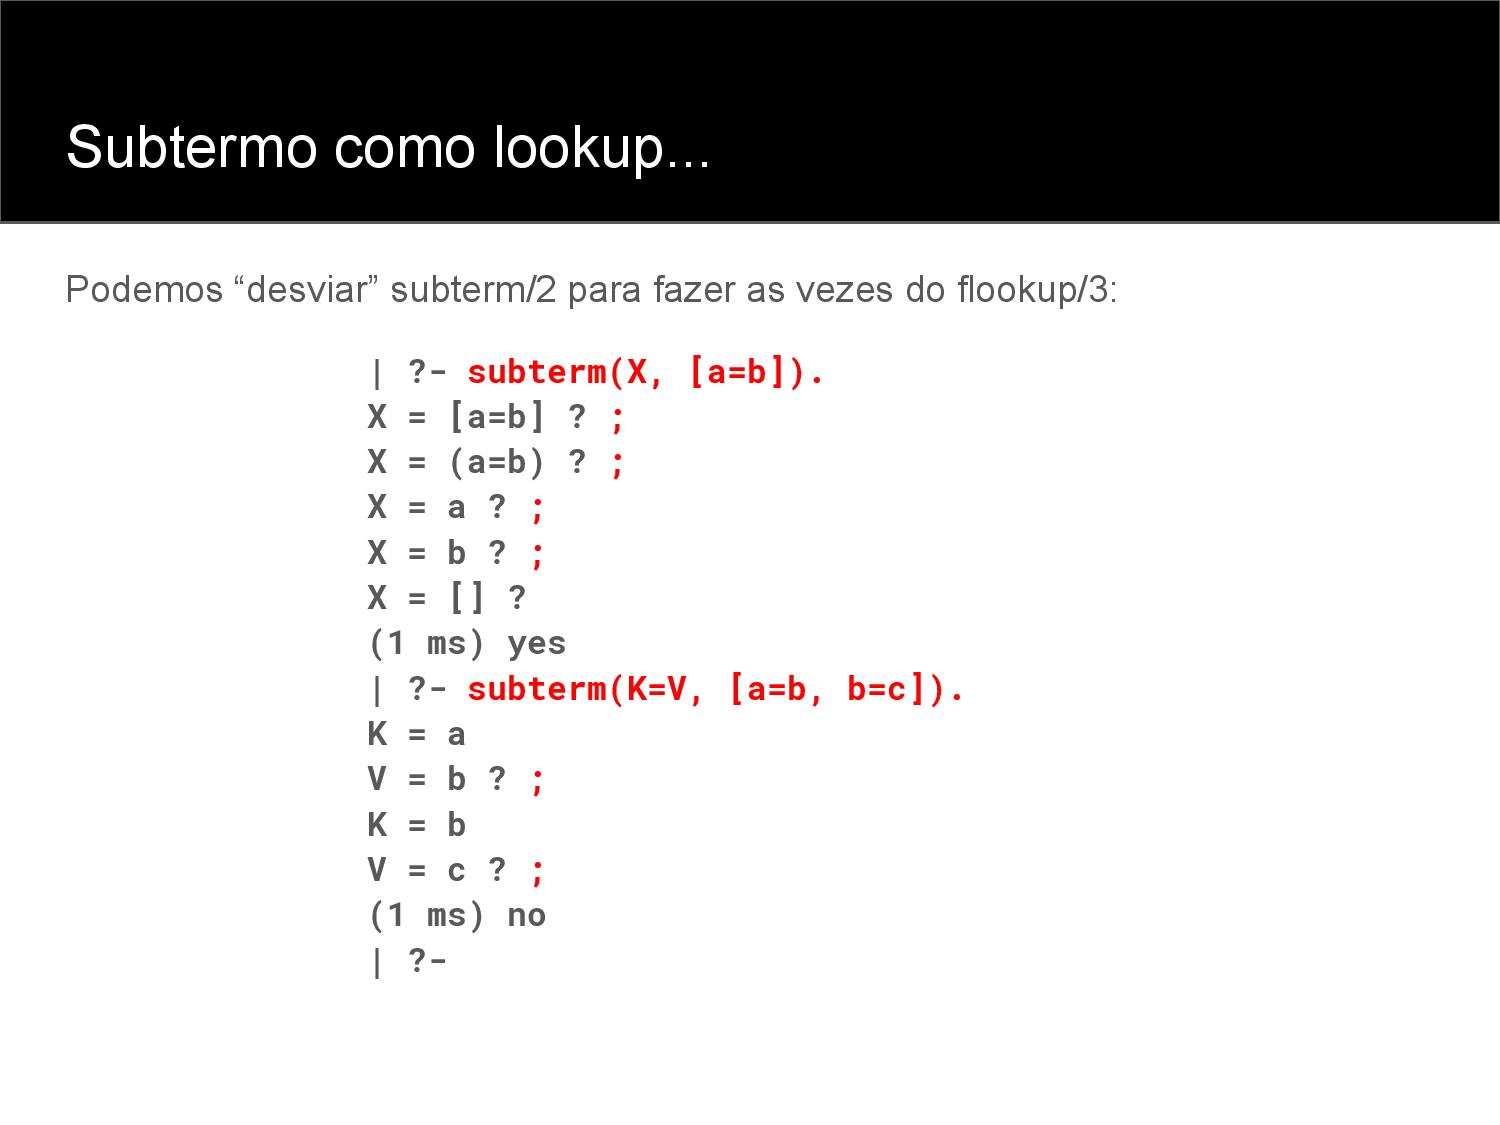 Subtermo como lookup...
Podemos “desviar” subterm/2 para fazer as vezes do flookup/3:
| ?- subterm(X, [a=b]).
X = [a=b] ? ;
X = (a=b) ? ;
X = a ? ;
X = b ? ;
X = [] ?
(1 ms) yes
| ?- subterm(K=V, [a=b, b=c]).
K = a
V = b ? ;
K = b
V = c ? ;
(1 ms) no
| ?-